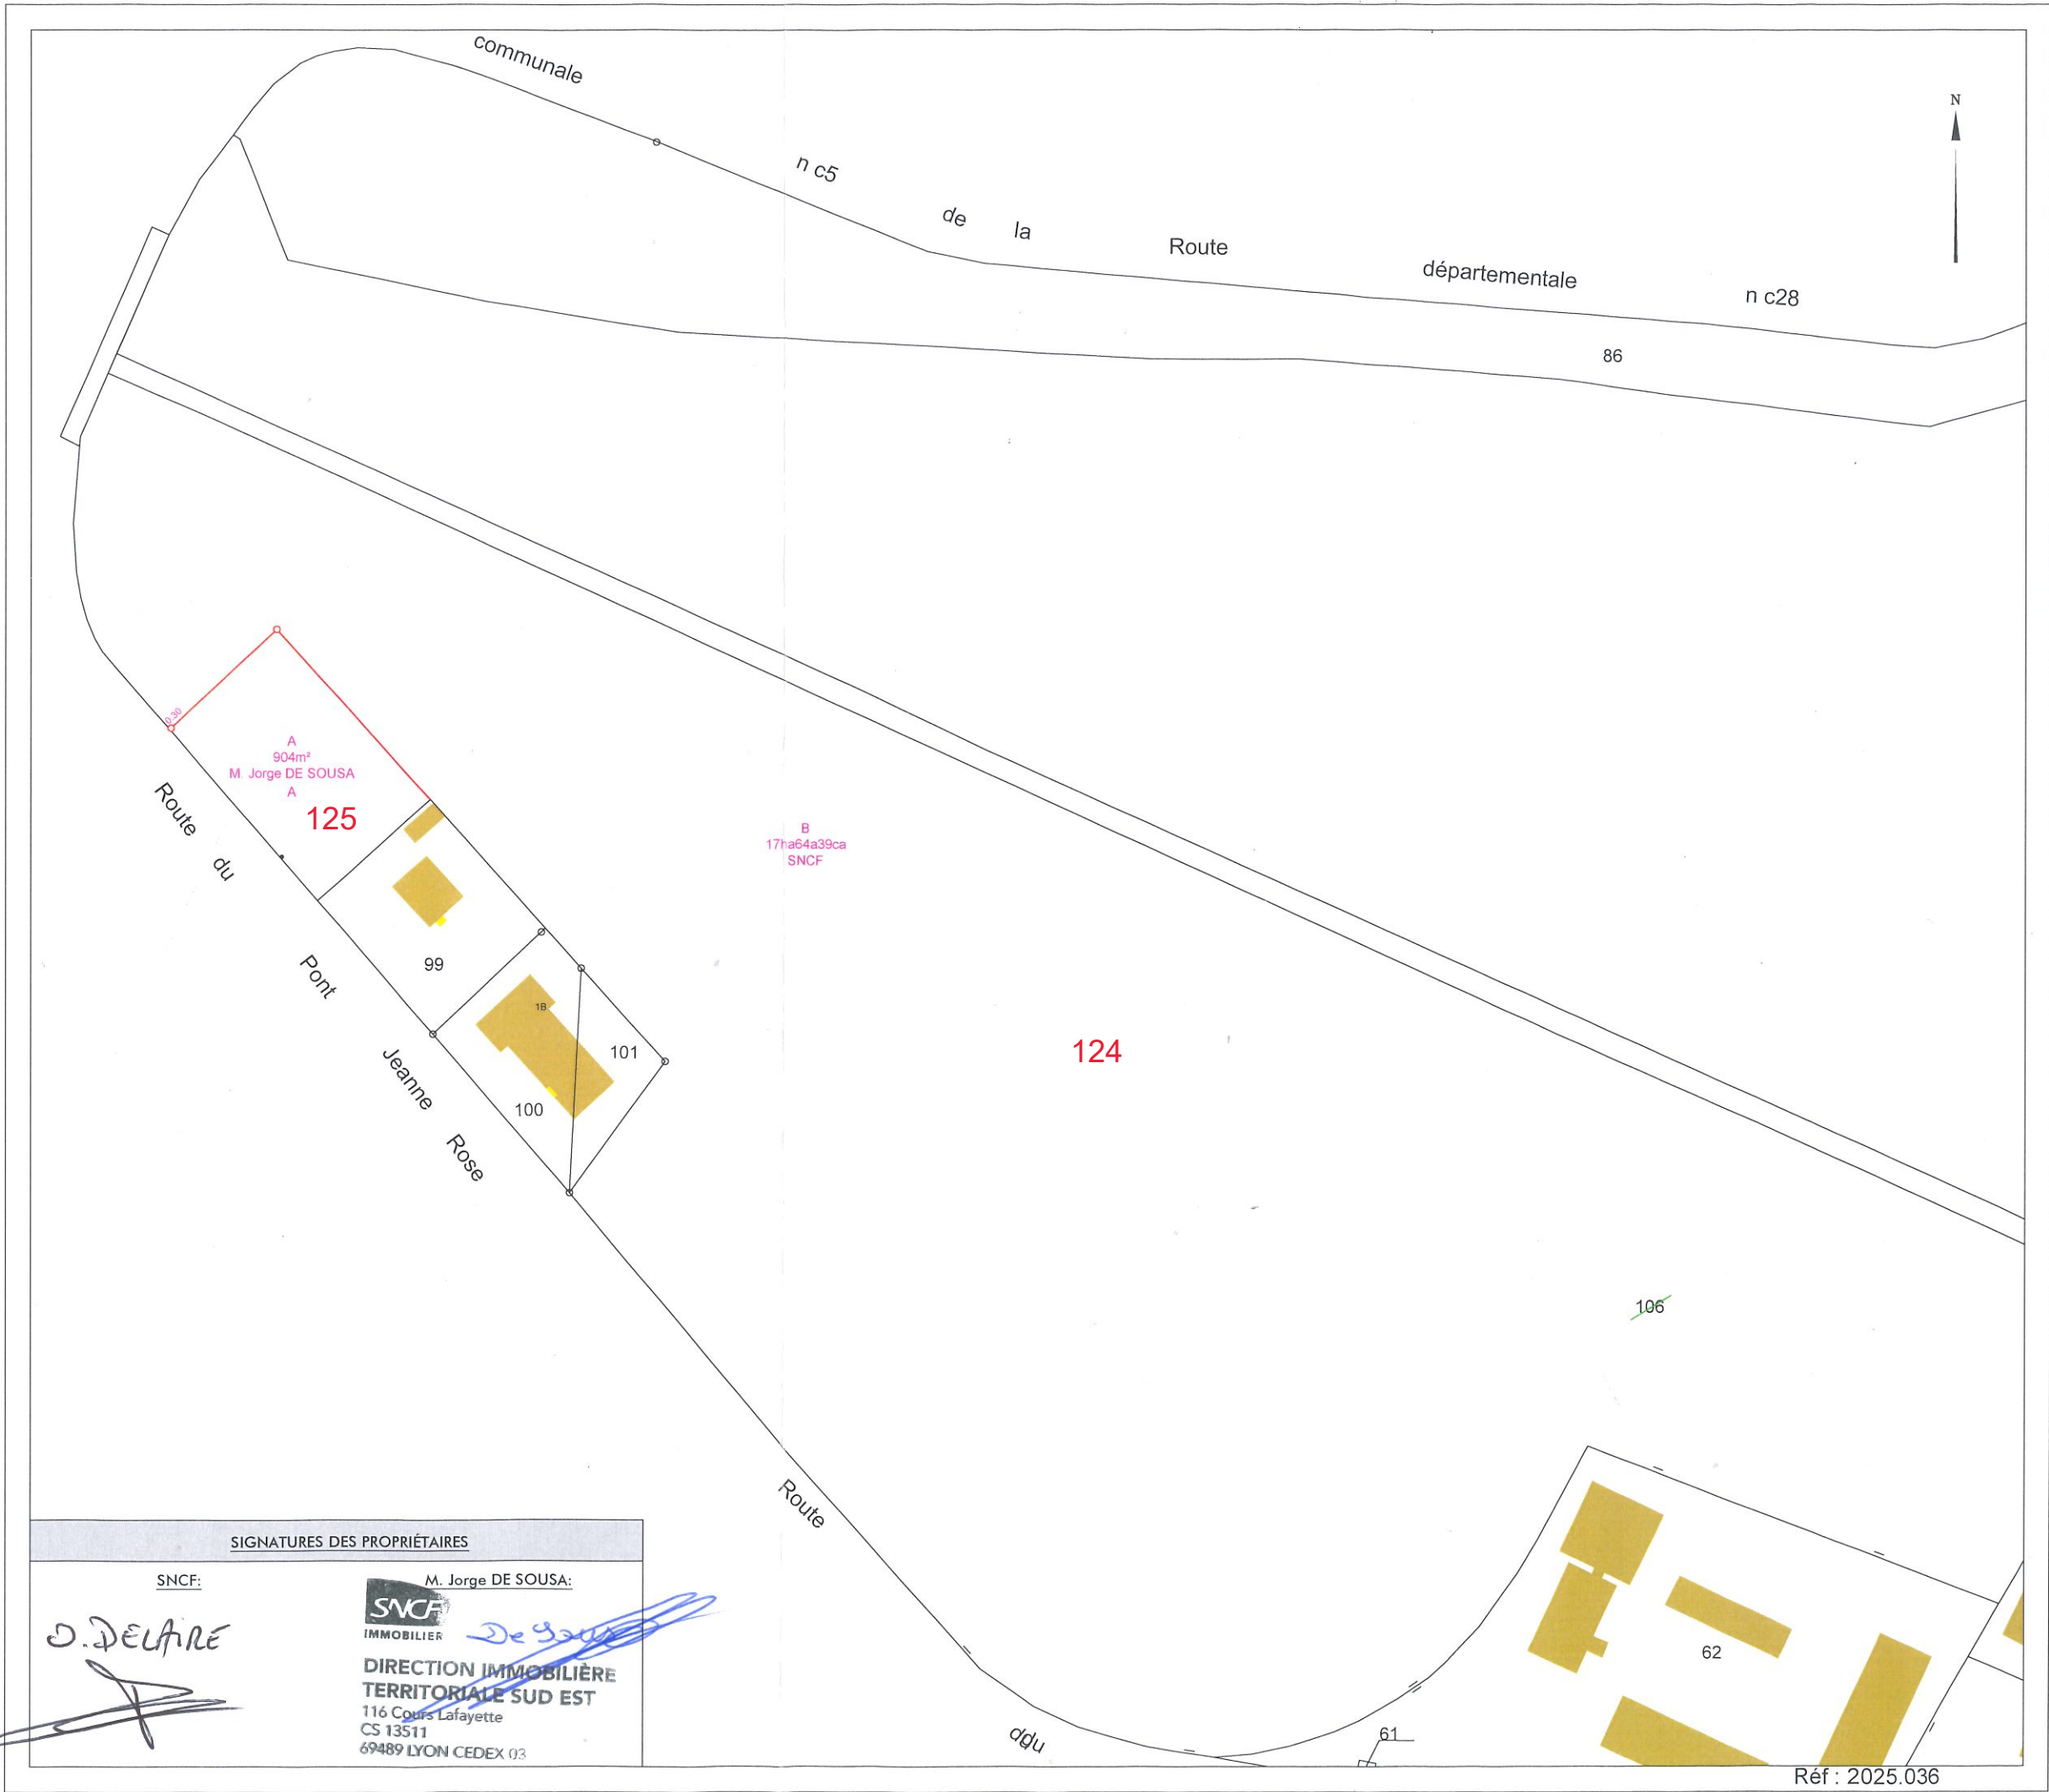 communale
n c5
de la Route départementale n c28
N
86
0.30
A
904m²
M. Jorge DE SOUSA
A
125
B
17ha64a39ca
SNCF
Route du Pont Jeanne Rose
99
1B
101
100
124
106
Route
ddu
62
61
SIGNATURES DES PROPRIÉTAIRES
SNCF:
M. Jorge DE SOUSA:
D. DELAIRE
SNCF
IMMOBILIER
De Sousa
DIRECTION IMMOBILIÈRE
TERRITORIALE SUD EST
116 Cours Lafayette
CS 13511
69489 LYON CEDEX 03
Réf : 2025.036